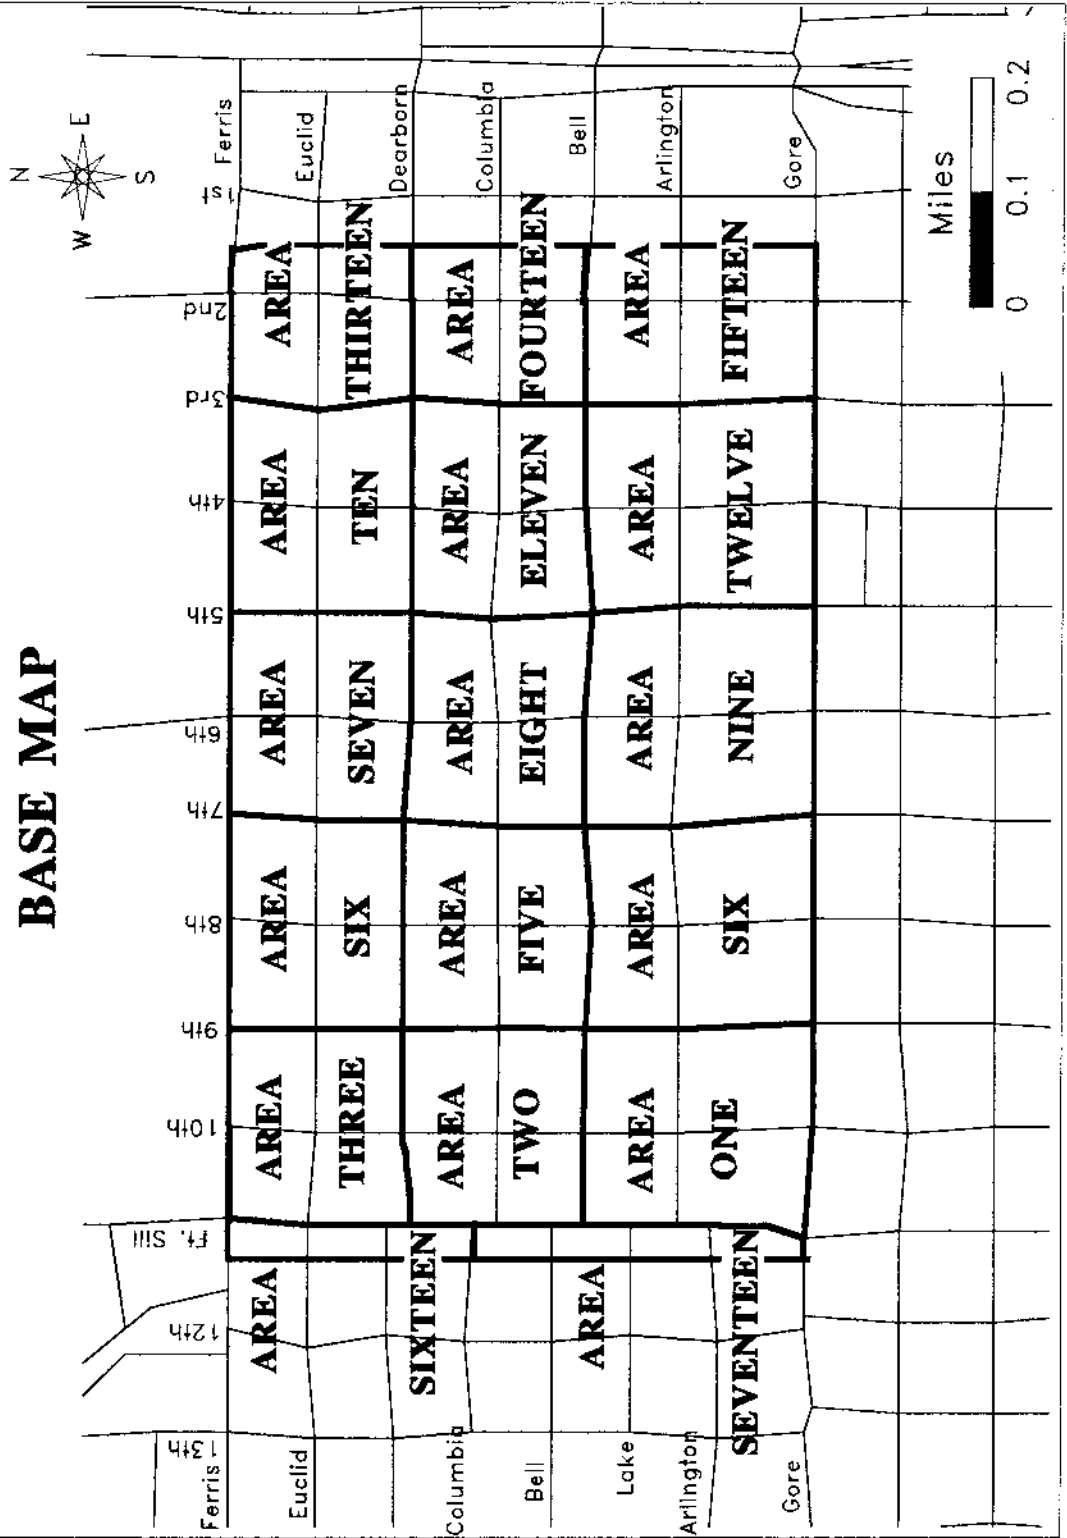 BASE MAP
N
W E
S
13th 12th Ft. Sill 10th 9th 8th 7th 6th 5th 4th 3rd 2nd 1st
Ferris Ferris
Euclid Euclid
Dearborn
Columbia Columbia
Bell Bell
Lake
Arlington Arlington
Gore Gore
AREA
SIXTEEN
AREA
THREE
AREA
SIX
AREA
SEVEN
AREA
TEN
AREA
THIRTEEN
AREA
TWO
AREA
FIVE
AREA
EIGHT
AREA
ELEVEN
AREA
FOURTEEN
AREA
SEVENTEEN
AREA
ONE
AREA
SIX
AREA
NINE
AREA
TWELVE
AREA
FIFTEEN
Miles
0 0.1 0.2